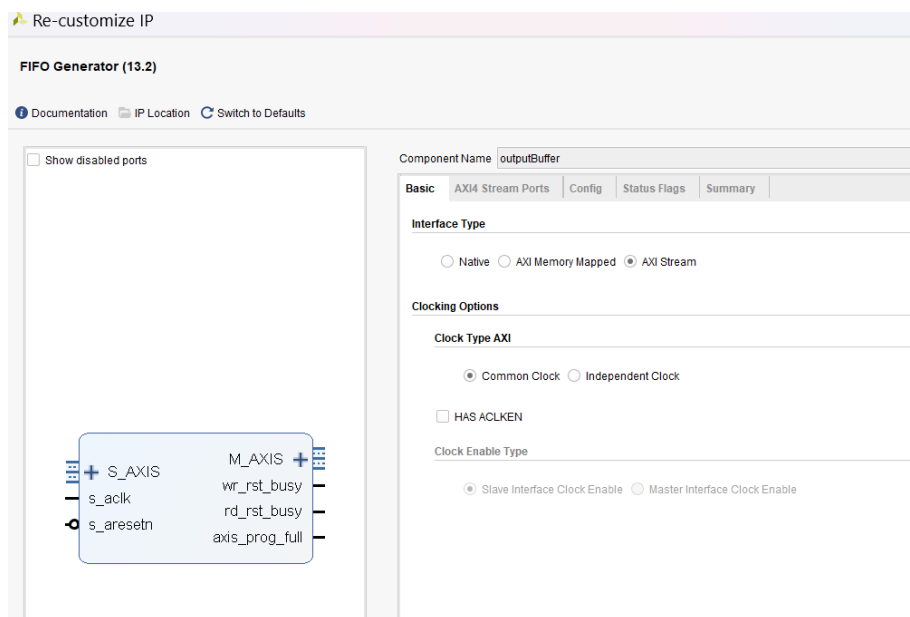 Re-customize IP
FIFO Generator (13.2)
Documentation IP Location Switch to Defaults
Show disabled ports
S_AXIS
s_aclk
s_aresetn
M_AXIS
wr_rst_busy
rd_rst_busy
axis_prog_full
Component Name outputBuffer
Basic AXI4 Stream Ports Config Status Flags Summary
Interface Type
Native AXI Memory Mapped AXI Stream
Clocking Options
Clock Type AXI
Common Clock Independent Clock
HAS ACLKEN
Clock Enable Type
Slave Interface Clock Enable Master Interface Clock Enable